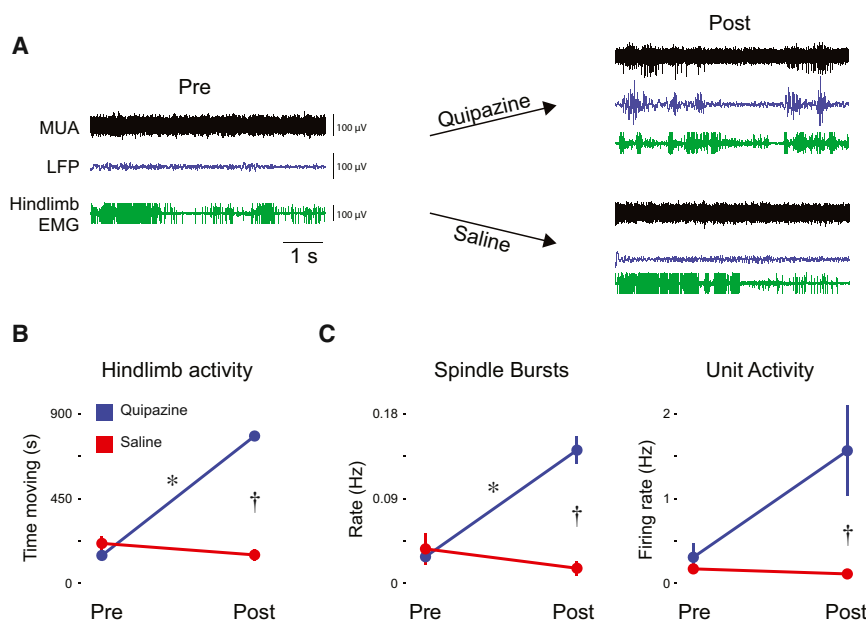 A
Pre
Post
MUA
100 µV
LFP
100 µV
Hindlimb
EMG
100 µV
1 s
Quipazine
Saline
B
Hindlimb activity
Time moving (s)
900
450
0
Quipazine
Saline
*
†
Pre
Post
C
Spindle Bursts
Rate (Hz)
0.18
0.09
0
*
†
Pre
Post
Unit Activity
Firing rate (Hz)
2
1
0
†
Pre
Post